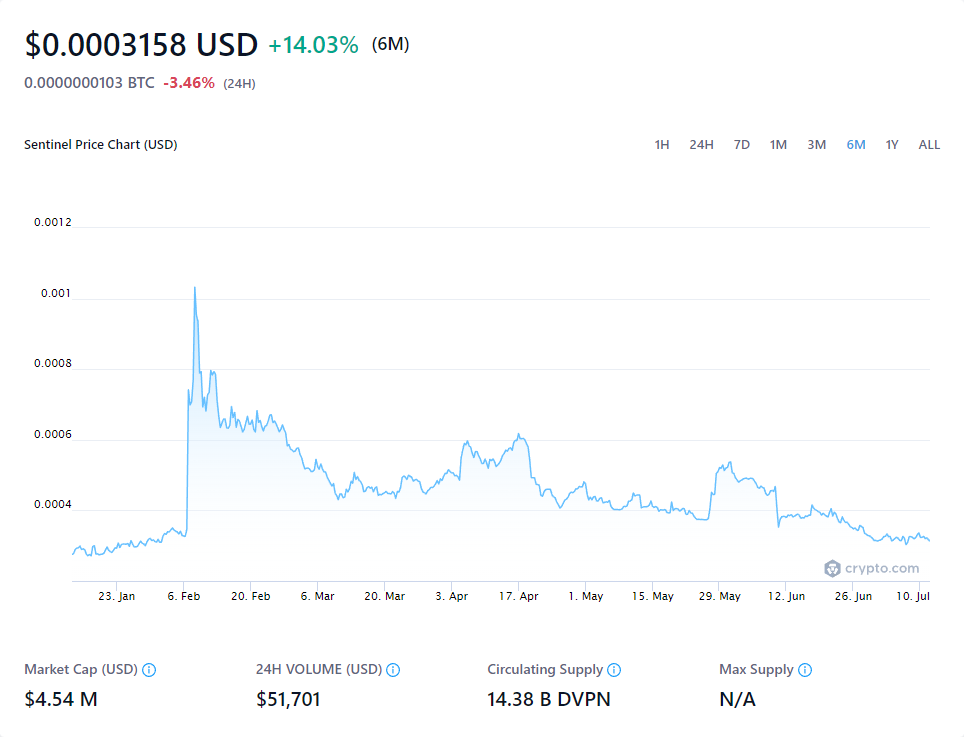 $0.0003158 USD +14.03% (6M)
0.0000000103 BTC -3.46% (24H)
Sentinel Price Chart (USD)
1H 24H 7D 1M 3M 6M 1Y ALL
0.0012
0.001
0.0008
0.0006
0.0004
crypto.com
23. Jan 6. Feb 20. Feb 6. Mar 20. Mar 3. Apr 17. Apr 1. May 15. May 29. May 12. Jun 26. Jun 10. Jul
Market Cap (USD) 24H VOLUME (USD) Circulating Supply Max Supply
$4.54 M $51,701 14.38 B DVPN N/A